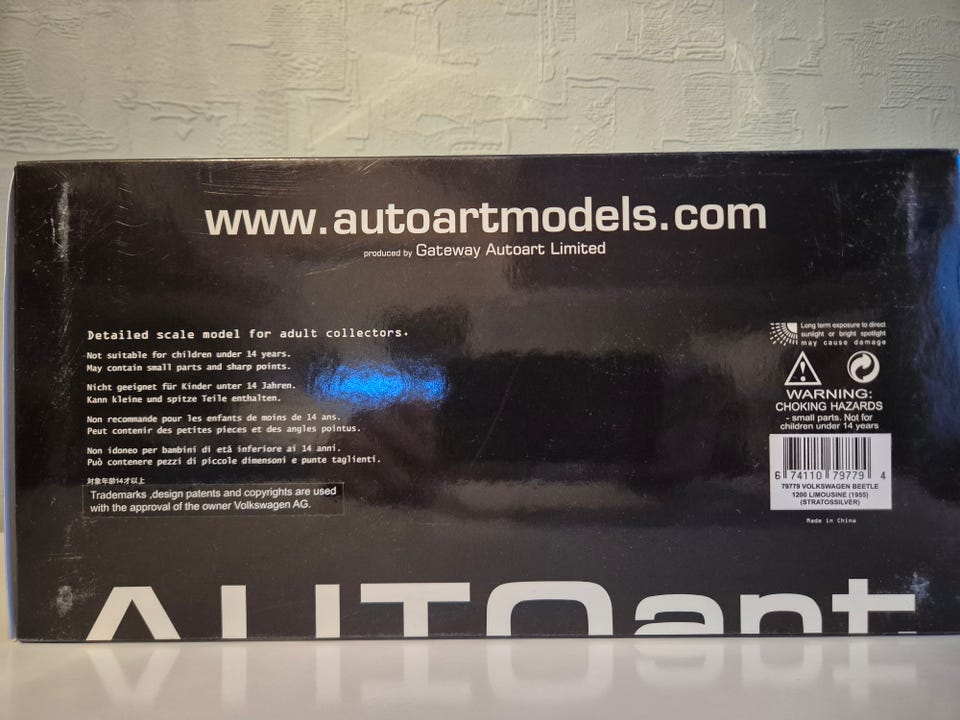 www.autoartmodels.com
produced by Gateway Autoart Limited
Detailed scale model for adult collectors.
Not suitable for children under 14 years.
May contain small parts and sharp points.
Nicht geeignet für Kinder unter 14 Jahren.
Kann kleine und spitze Teile enthalten.
Non recommande pour les enfants de moins de 14 ans.
Peut contenir des petites pieces et des angles pointus.
Non idoneo per bambini di etá inferiore ai 14 anni.
Può contenere pezzi di piccole dimensoni e punte taglienti.
対象年齢14才以上
Trademarks ,design patents and copyrights are used
with the approval of the owner Volkswagen AG.
Long term exposure to direct
sunlight or bright spotlight
may cause damage
WARNING:
CHOKING HAZARDS
- small parts. Not for
children under 14 years
6 74110 79779 4
79779 VOLKSWAGEN BEETLE
1200 LIMOUSINE (1955)
(STRATOSSILVER)
Made in China
AUTOart